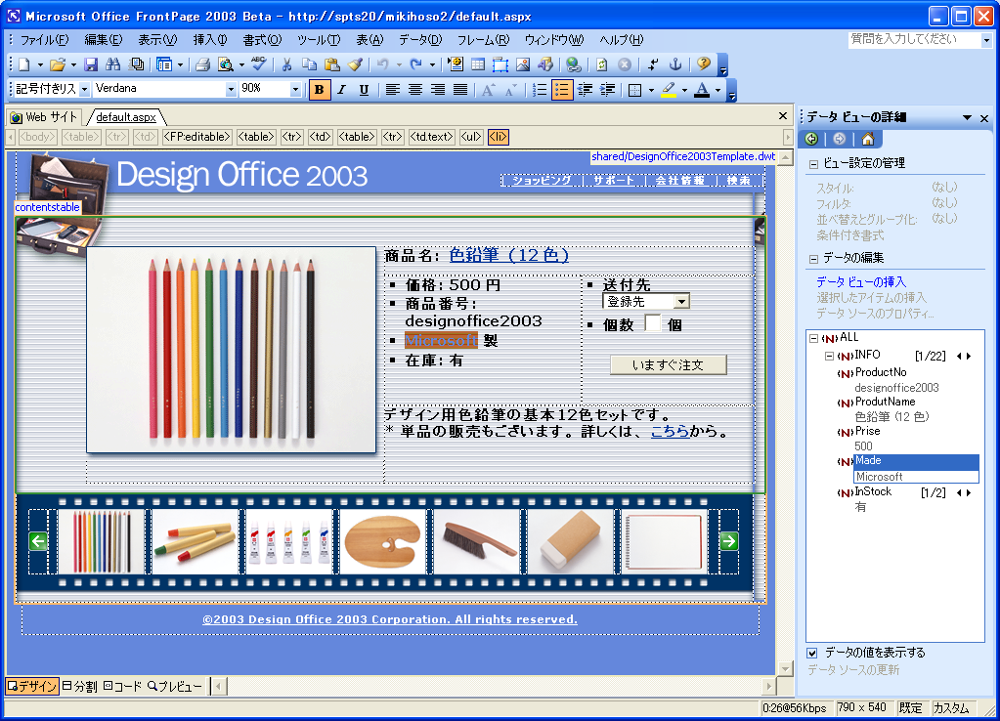 Microsoft Office FrontPage 2003 Beta - http://spts20/mikihoso2/default.aspx
ファイル(F) 編集(E) 表示(V) 挿入(I) 書式(O) ツール(T) 表(A) データ(D) フレーム(R) ウィンドウ(W) ヘルプ(H) 質問を入力してください
記号付きリス Verdana 90% B I U A A
Web サイト default.aspx
<body> <table> <tr> <td> <FP:editable> <table> <tr> <td> <table> <tr> <td.text> <ul> <li>
shared/DesignOffice2003Template.dwt
Design Office 2003
ショッピング サポート 会社情報 検索
contentstable
商品名: 色鉛筆 (12 色)
価格: 500 円
商品番号:
designoffice2003
Microsoft 製
在庫: 有
送付先
登録先
個数 個
いますぐ注文
デザイン用色鉛筆の基本12色セットです。
* 単品の販売もございます。詳しくは、こちらから。
©2003 Design Office 2003 Corporation. All rights reserved.
デザイン 分割 コード プレビュー
データ ビューの詳細
ビュー設定の管理
スタイル: (なし)
フィルタ: (なし)
並べ替えとグループ化: (なし)
条件付き書式
データの編集
データ ビューの挿入
選択したアイテムの挿入
データ ソースのプロパティ...
ALL
INFO [1/22]
ProductNo
designoffice2003
ProdutName
色鉛筆 (12 色)
Prise
500
Made
Microsoft
InStock [1/2]
有
データの値を表示する
データ ソースの更新
0:26@56Kbps 790 x 540 既定 カスタム